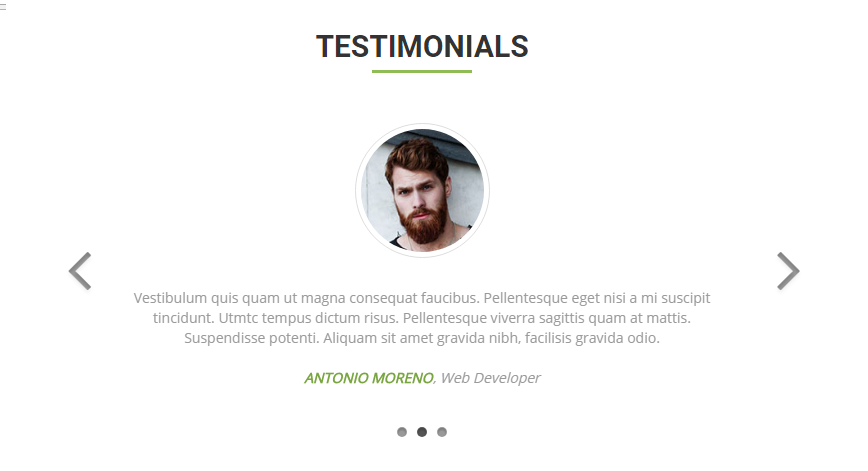 TESTIMONIALS
Vestibulum quis quam ut magna consequat faucibus. Pellentesque eget nisi a mi suscipit
tincidunt. Utmtc tempus dictum risus. Pellentesque viverra sagittis quam at mattis.
Suspendisse potenti. Aliquam sit amet gravida nibh, facilisis gravida odio.
ANTONIO MORENO, Web Developer